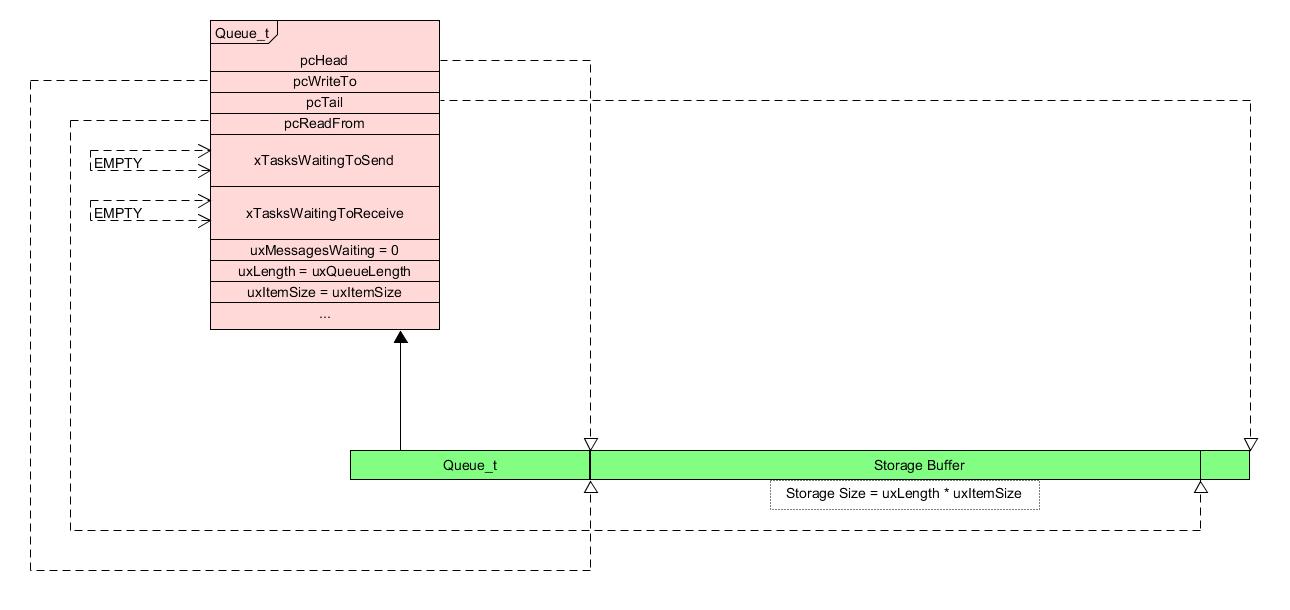 Queue_t
pcHead
pcWriteTo
pcTail
pcReadFrom
EMPTY
xTasksWaitingToSend
EMPTY
xTasksWaitingToReceive
uxMessagesWaiting = 0
uxLength = uxQueueLength
uxItemSize = uxItemSize
...
Queue_t
Storage Buffer
Storage Size = uxLength * uxItemSize